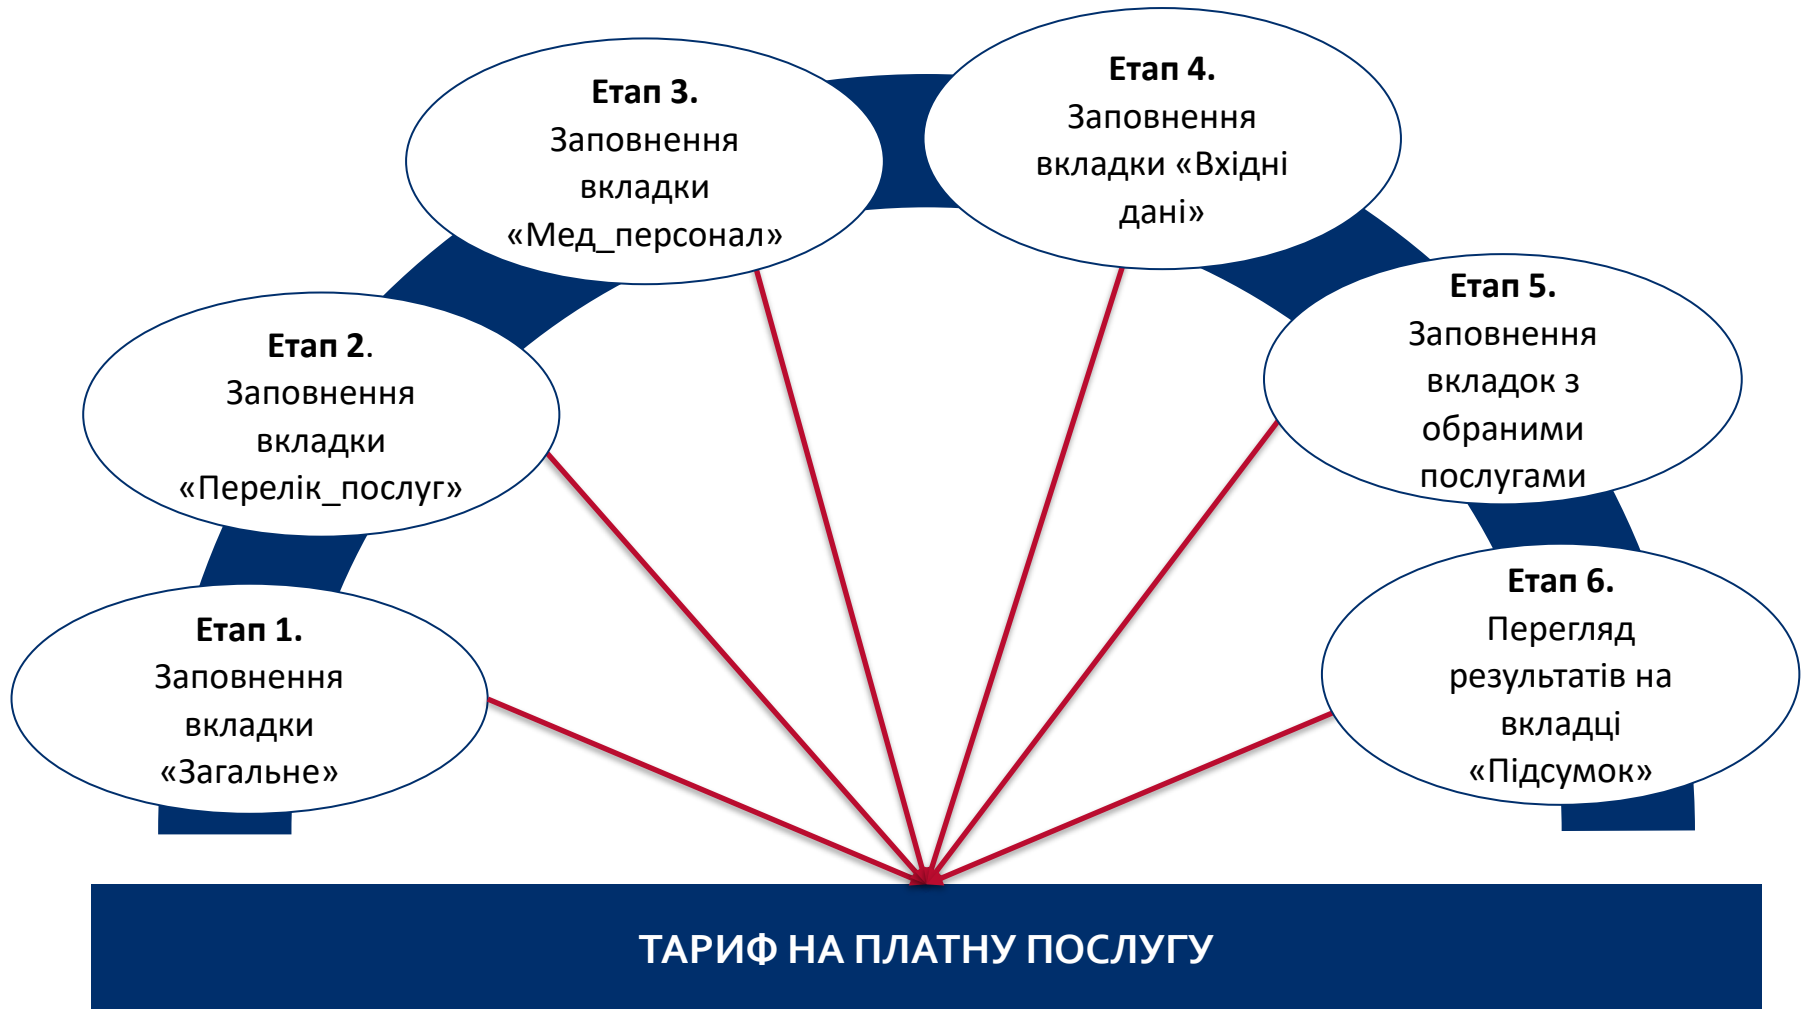 Етап 1.
Заповнення
вкладки
«Загальне»
Етап 2.
Заповнення
вкладки
«Перелік_послуг»
Етап 3.
Заповнення
вкладки
«Мед_персонал»
Етап 4.
Заповнення
вкладки «Вхідні
дані»
Етап 5.
Заповнення
вкладок з
обраними
послугами
Етап 6.
Перегляд
результатів на
вкладці
«Підсумок»
ТАРИФ НА ПЛАТНУ ПОСЛУГУ